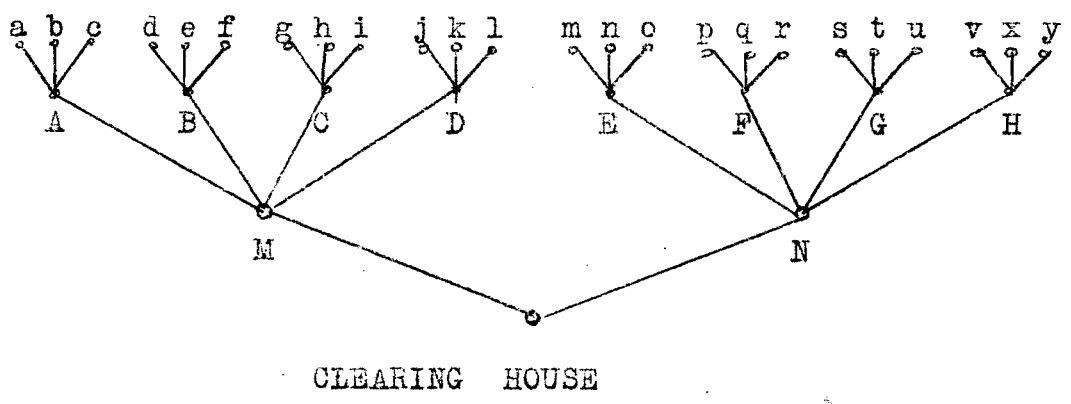 a b c d e f g h i j k l m n o p q r s t u v x y
A B C D E F G H
M N
CLEARING HOUSE